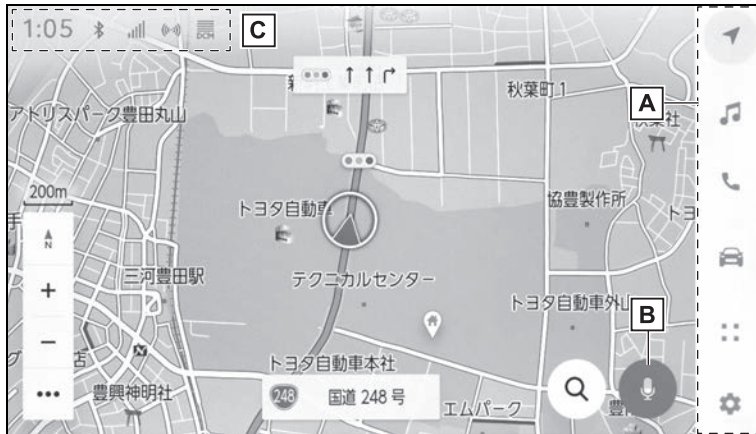 1:05
DCM
C
秋葉町1
A
アトリスパーク豊田丸山
200m
トヨタ自動車
協豊製作所
N
三河豊田駅
テクニカルセンター
トヨタ自動車外山
B
トヨタ自動車本社
豊興神明社
248
国道 248 号
エムパーク